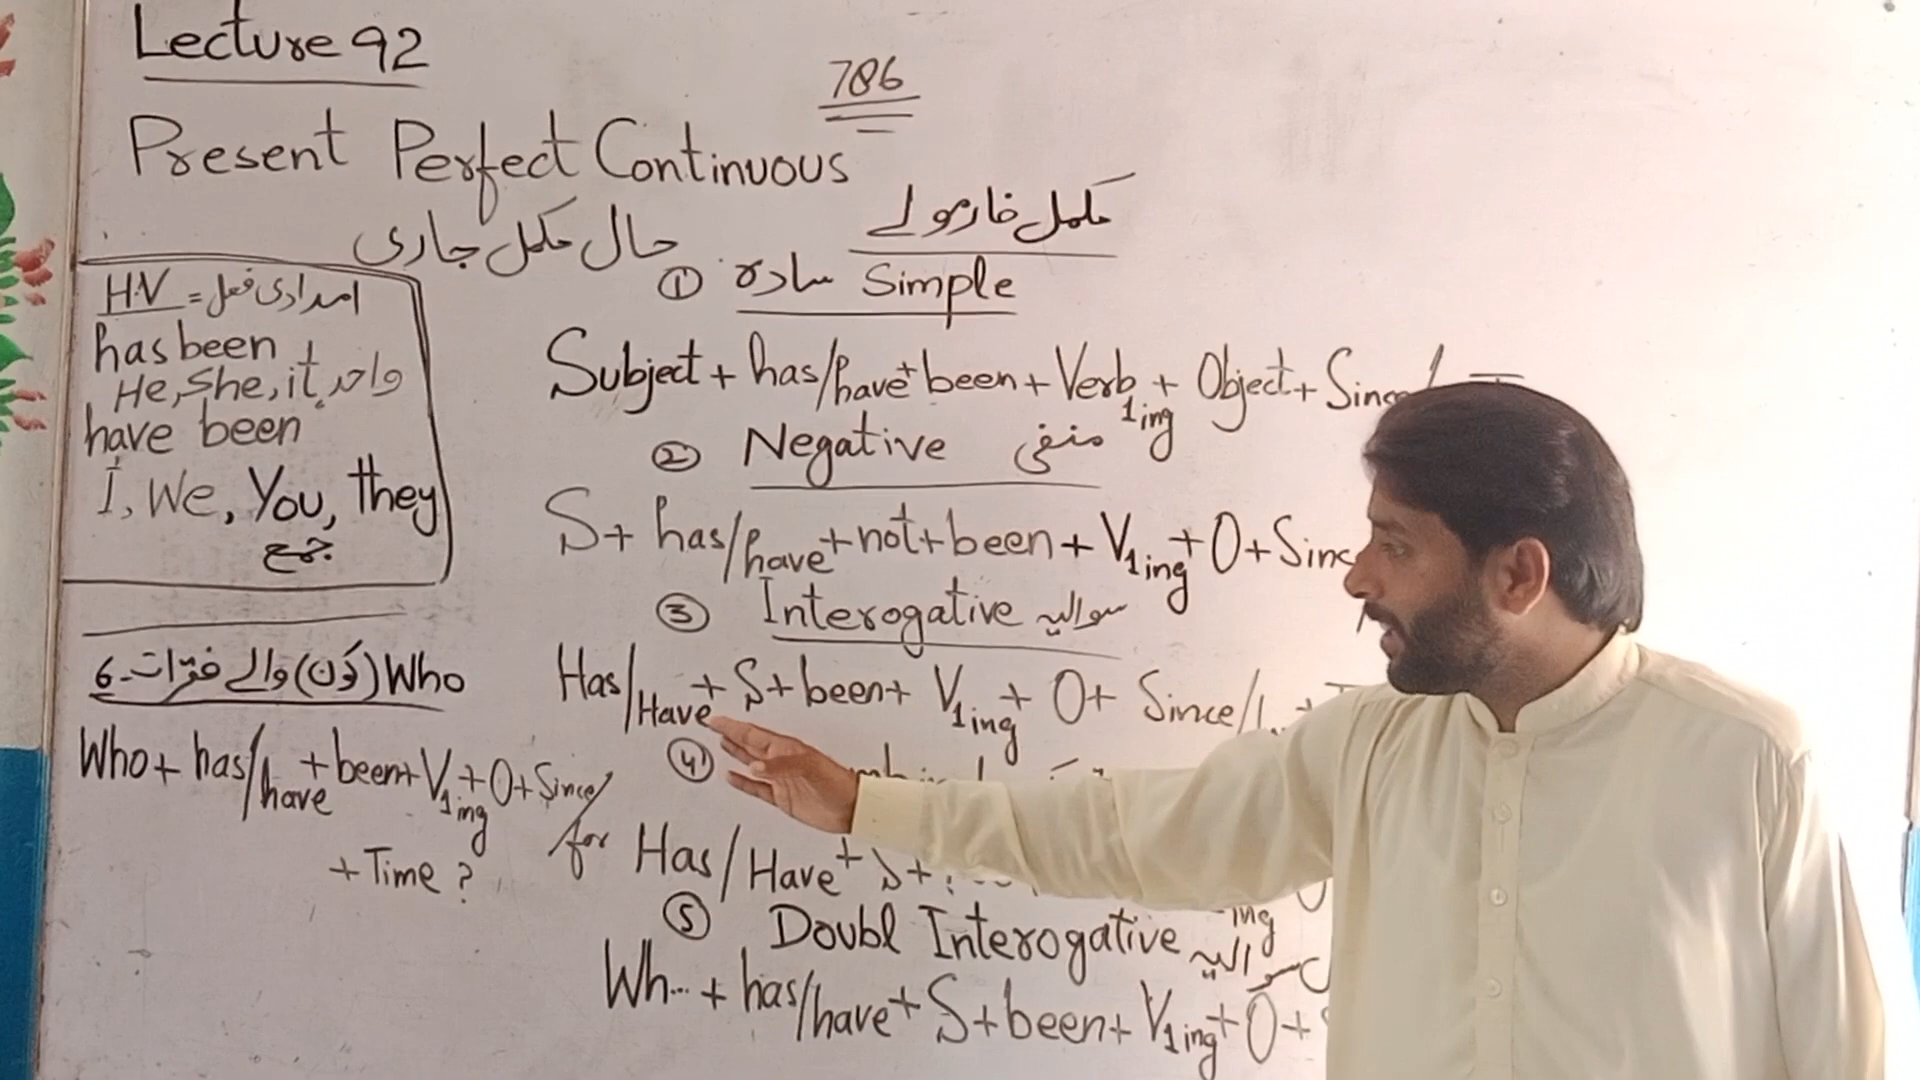 Lecture 92
786
Present Perfect Continuous
حال مکمل جاری
مکمل فارمولے
H.V = امدادی فعل
has been
He, She, it, واحد
have been
I, We, You, they
جمع
① سادہ Simple
Subject + has/have + been + Verb1ing + Object + Since/
② Negative منفی
S + has/have + not + been + V1ing + O + Sinc
③ Interogative سوالیہ
Has/Have + S + been + V1ing + O + Since/
④
Has/Have + S +
ing
⑤ Doubl Interogative سوالیہ
Wh... + has/have + S + been + V1ing + O +
6- Who (کون) والے فقرات
Who + has/have + been + V1ing + O + Since/for
+ Time ?